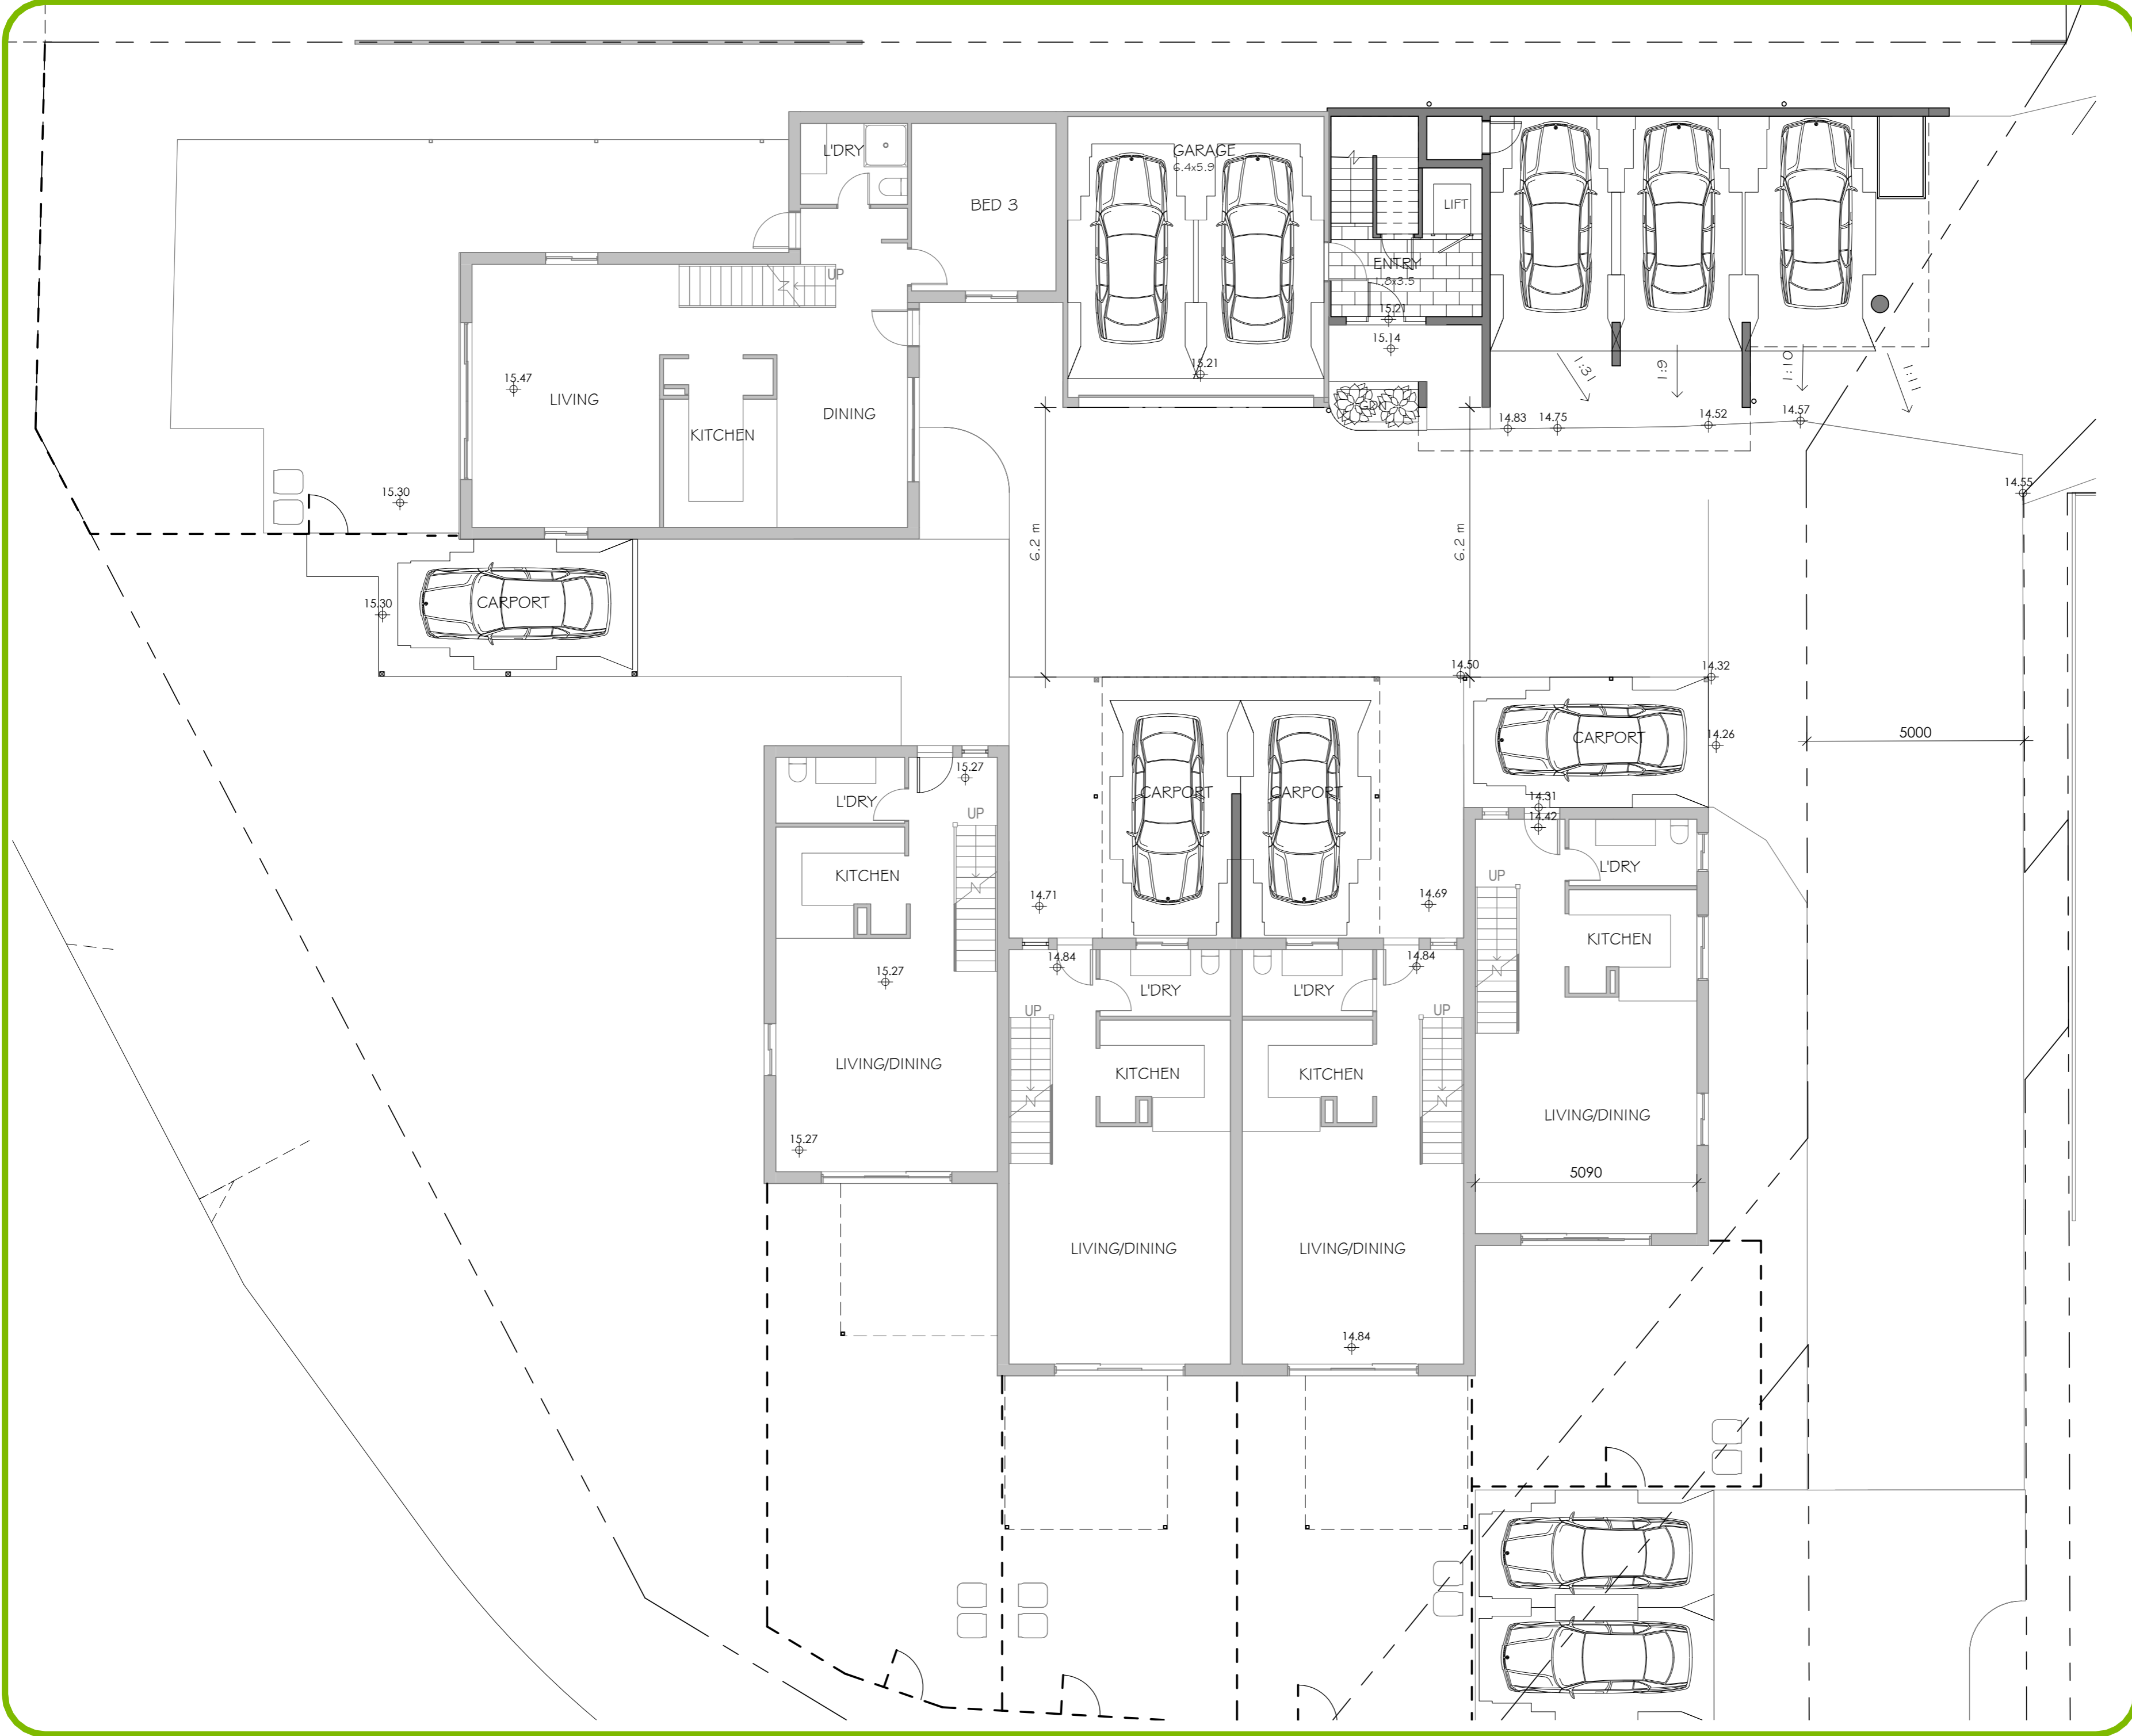 L'DRY
BED 3
GARAGE
6.4x5.9
LIFT
ENTRY
1.8x3.5
15.21
15.14
UP
15.47
LIVING
KITCHEN
DINING
15.21
GDN
1:31
1:9
1:10
1:11
14.83
14.75
14.52
14.57
14.55
15.30
6.2 m
6.2 m
15.30
CARPORT
14.50
14.32
CARPORT
14.26
5000
15.27
L'DRY
UP
CARPORT
CARPORT
14.31
14.42
L'DRY
KITCHEN
UP
14.71
14.69
KITCHEN
15.27
14.84
14.84
L'DRY
L'DRY
UP
UP
LIVING/DINING
KITCHEN
KITCHEN
LIVING/DINING
15.27
5090
LIVING/DINING
LIVING/DINING
14.84